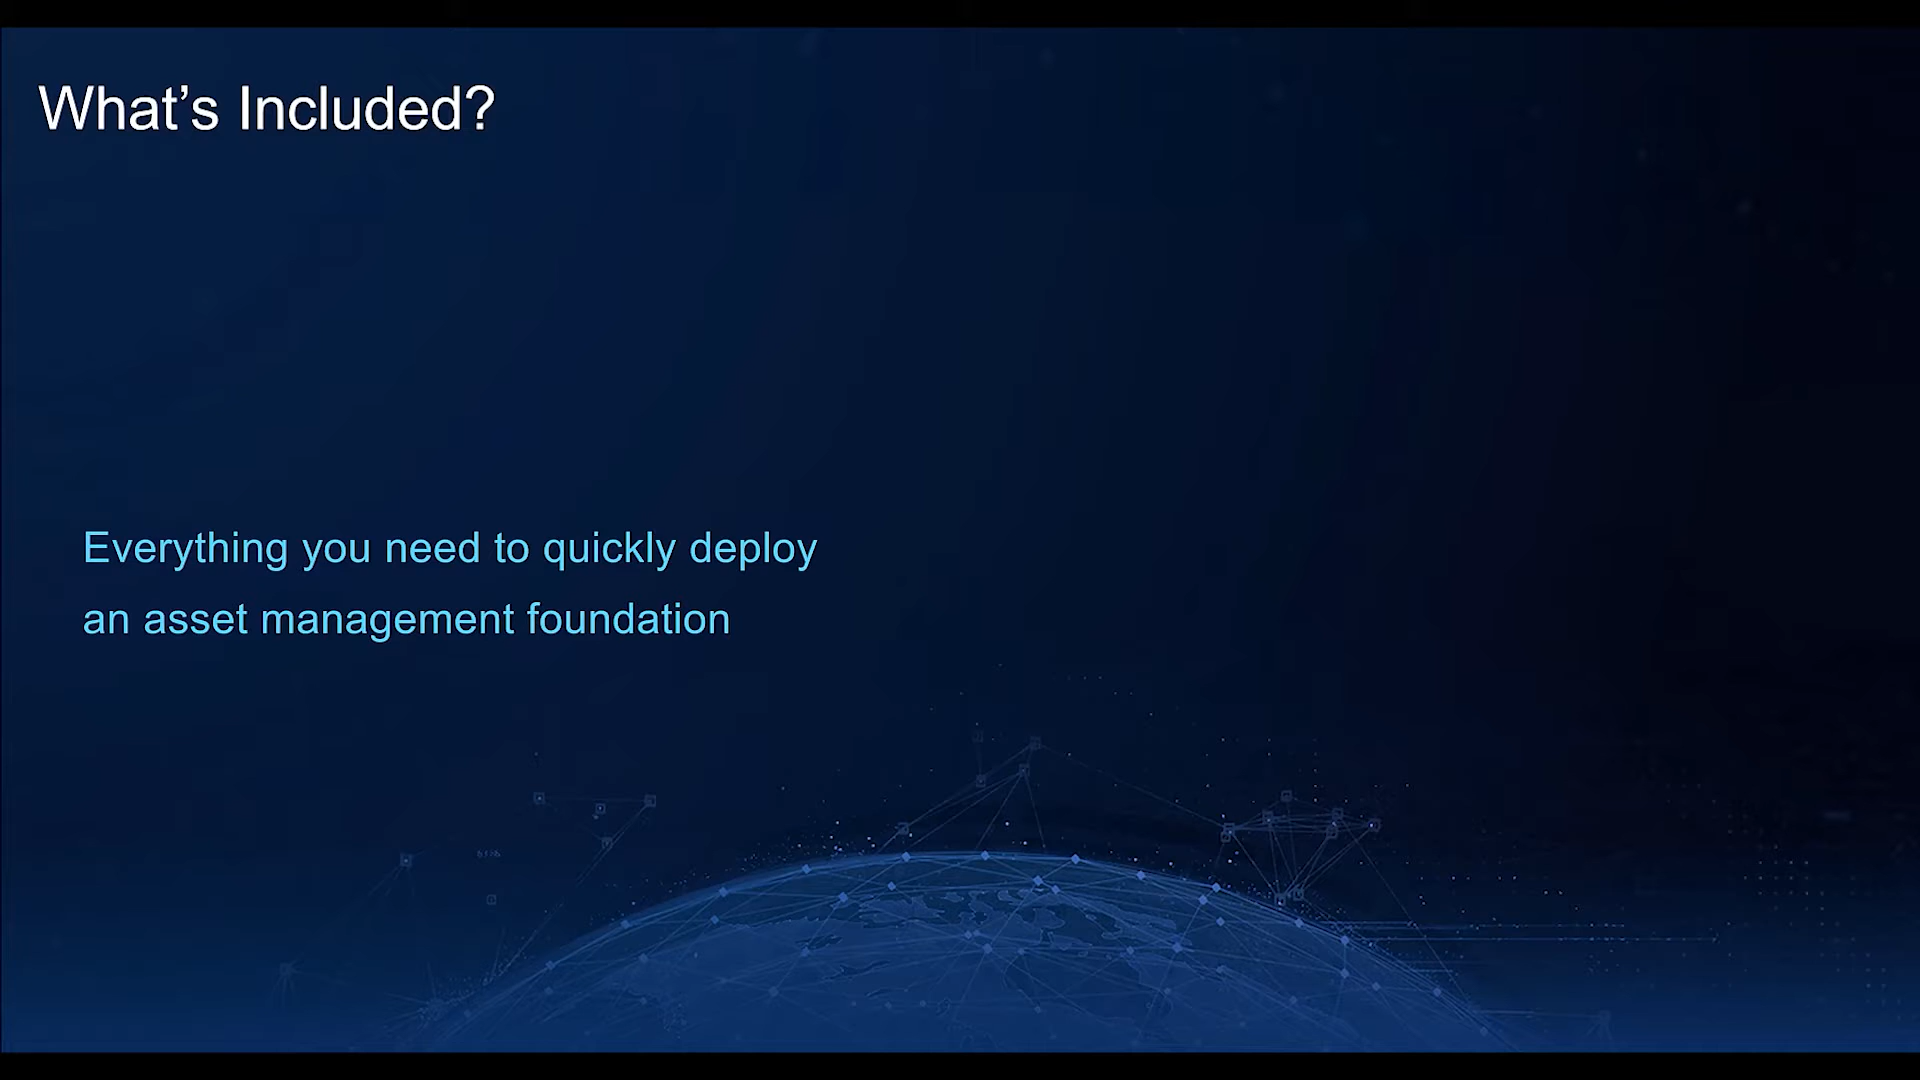 What’s Included?
Everything you need to quickly deploy
an asset management foundation